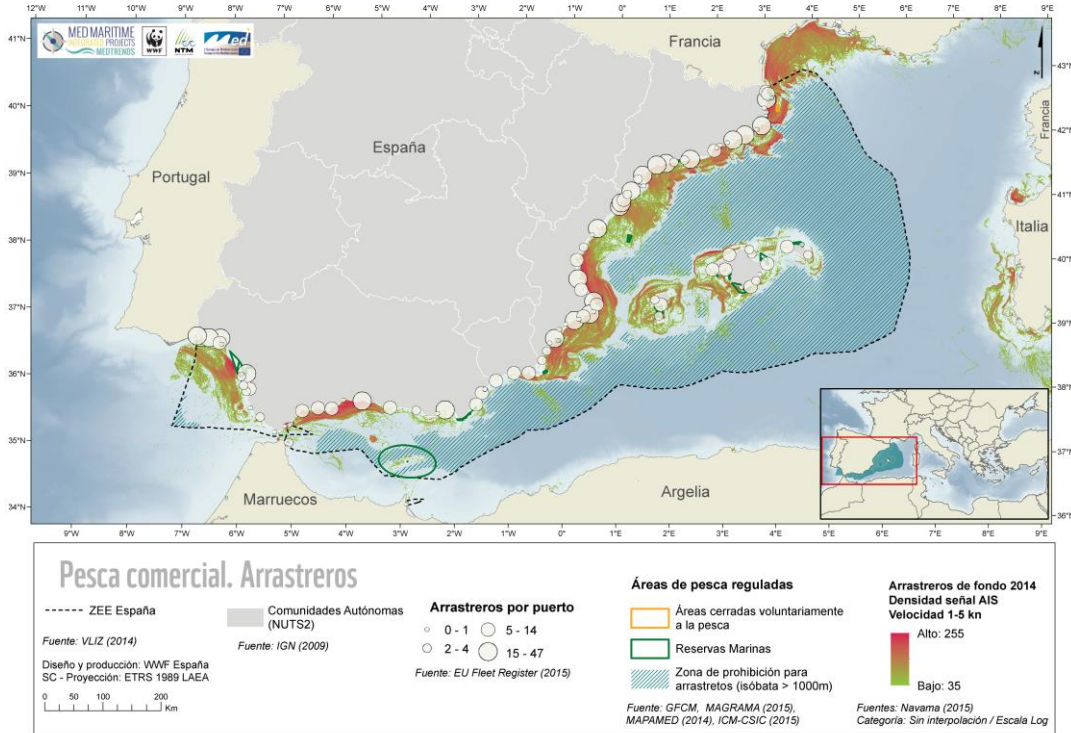 12°W 11°W 10°W 9°W 8°W 7°W 6°W 5°W 4°W 3°W 2°W 1°W 0° 1°E 2°E 3°E 4°E 5°E 6°E 7°E 8°E 9°E
41°N
40°N
39°N
38°N
37°N
36°N
35°N
34°N
MED MARITIME
INTEGRATED PROJECTS
MEDTRENDS
WWF
NTM
Med
Francia
España
Portugal
Francia
Italia
Marruecos
Argelia
N
43°N
42°N
41°N
40°N
39°N
38°N
37°N
36°N
9°W 8°W 7°W 6°W 5°W 4°W 3°W 2°W 1°W 0° 1°E 2°E 3°E 4°E 5°E 6°E 7°E 8°E
Pesca comercial. Arrastreros
ZEE España
Fuente: VLIZ (2014)
Diseño y producción: WWF España
SC - Proyección: ETRS 1989 LAEA
0 50 100 200
Km
Comunidades Autónomas
(NUTS2)
Fuente: IGN (2009)
Arrastreros por puerto
0 - 1
5 - 14
2 - 4
15 - 47
Fuente: EU Fleet Register (2015)
Áreas de pesca reguladas
Áreas cerradas voluntariamente
a la pesca
Reservas Marinas
Zona de prohibición para
arrastretos (isóbata > 1000m)
Fuente: GFCM, MAGRAMA (2015),
MAPAMED (2014), ICM-CSIC (2015)
Arrastreros de fondo 2014
Densidad señal AIS
Velocidad 1-5 kn
Alto: 255
Bajo: 35
Fuentes: Navama (2015)
Categoría: Sin interpolación / Escala Log